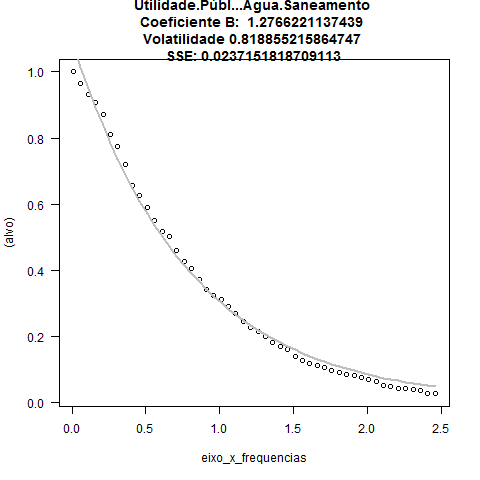 Utilidade.Públ...Agua.Saneamento
Coeficiente B:  1.2766221137439
Volatilidade 0.818855215864747
SSE: 0.0237151818709113
1.0
0.8
0.6
0.4
0.2
0.0
(alvo)
0.0 0.5 1.0 1.5 2.0 2.5
eixo_x_frequencias